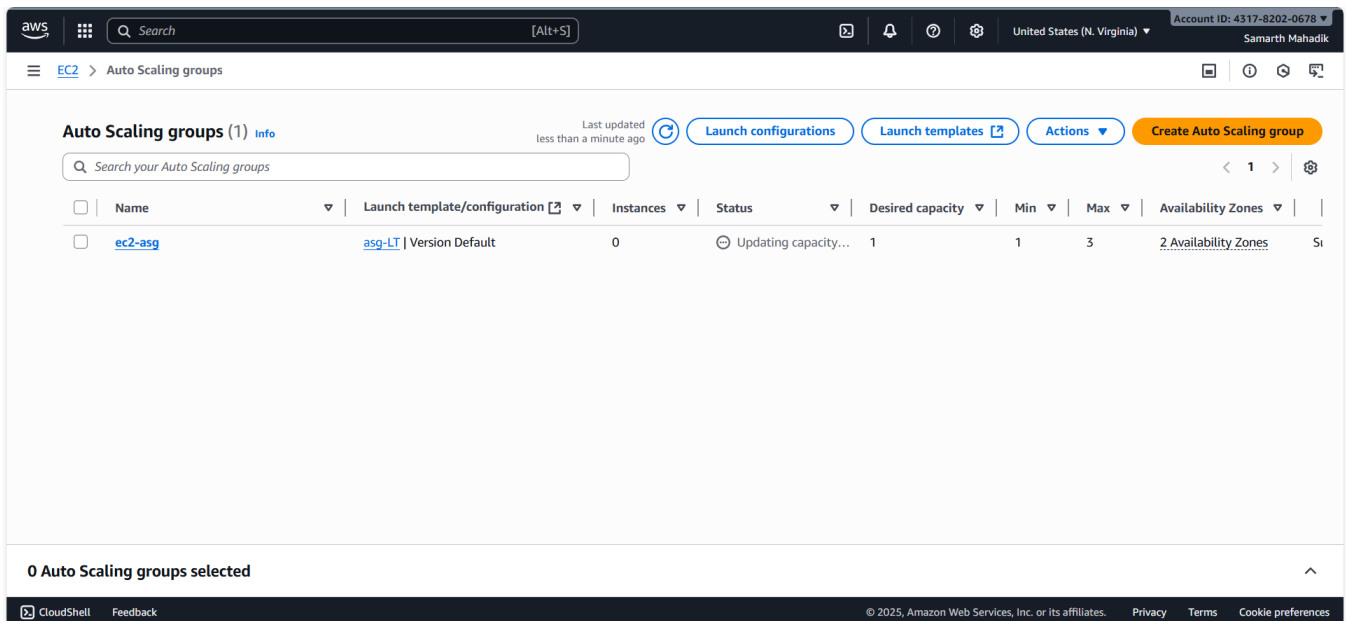 aws
Search [Alt+S]
United States (N. Virginia) ▼
Account ID: 4317-8202-0678 ▼
Samarth Mahadik
EC2 > Auto Scaling groups
Auto Scaling groups (1) Info
Last updated
less than a minute ago
Launch configurations
Launch templates
Actions ▼
Create Auto Scaling group
Search your Auto Scaling groups
1
Name Launch template/configuration Instances Status Desired capacity Min Max Availability Zones
ec2-asg asg-LT | Version Default 0 Updating capacity... 1 1 3 2 Availability Zones
0 Auto Scaling groups selected
CloudShell Feedback © 2025, Amazon Web Services, Inc. or its affiliates. Privacy Terms Cookie preferences